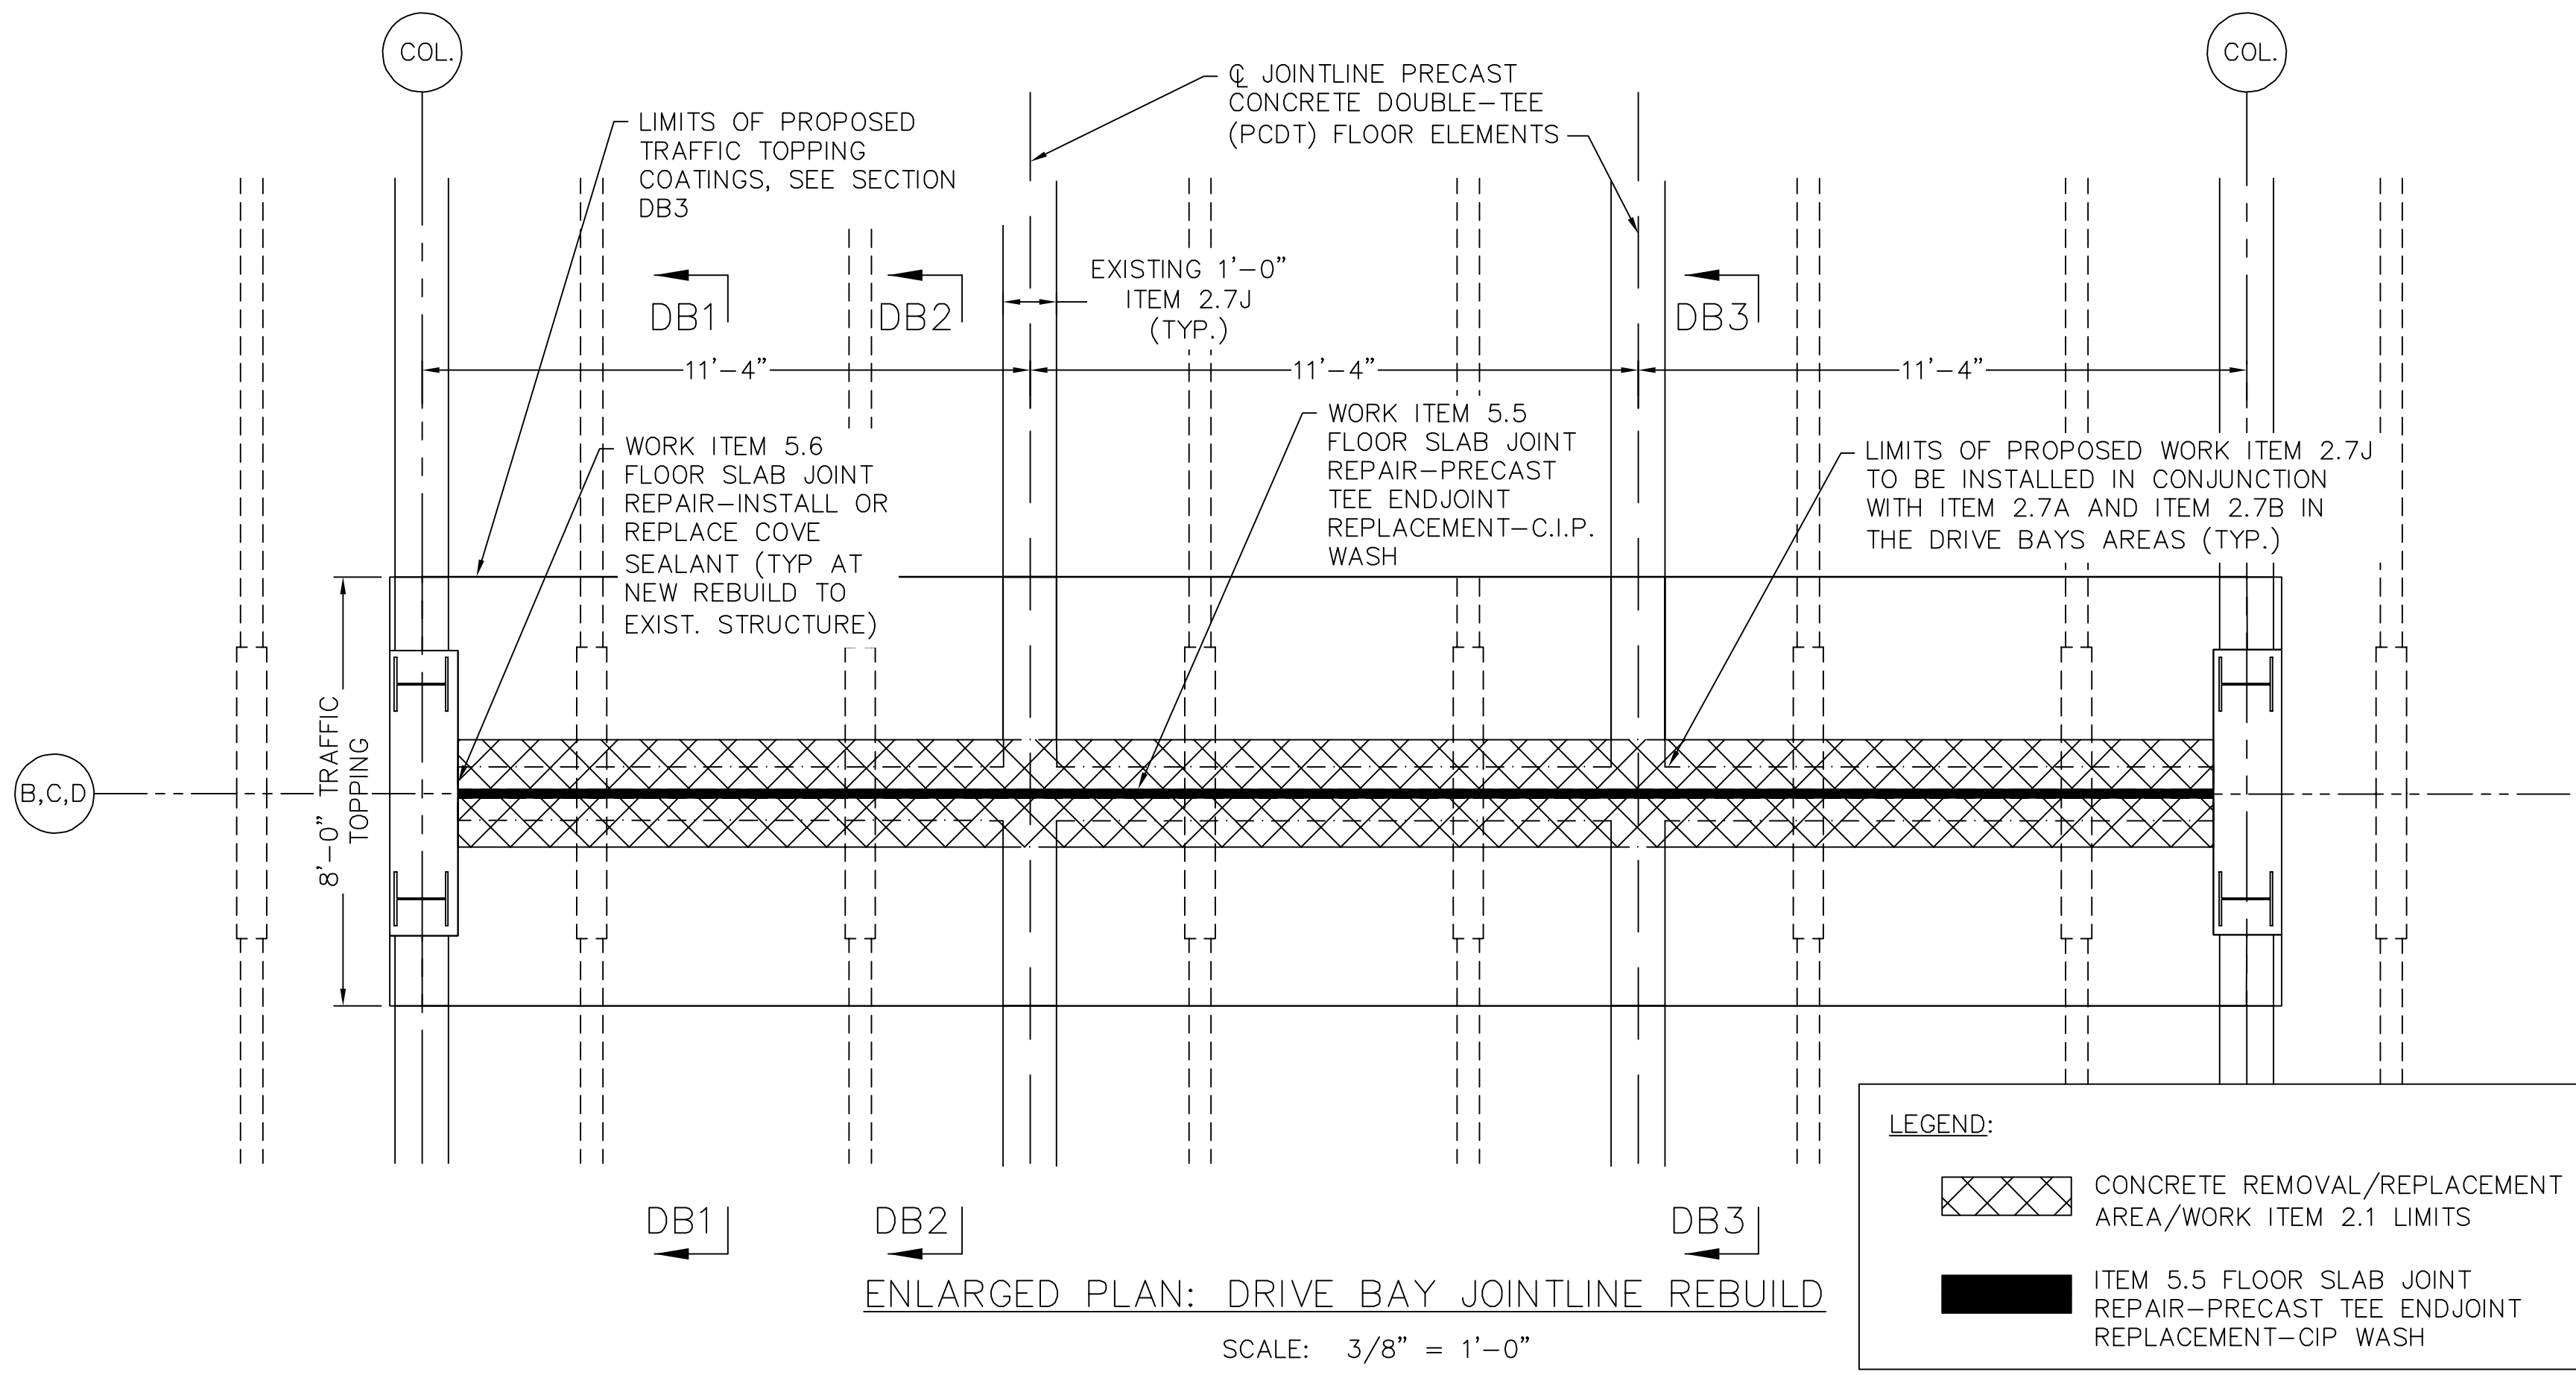 COL.
COL.
℄ JOINTLINE PRECAST
CONCRETE DOUBLE-TEE
(PCDT) FLOOR ELEMENTS
LIMITS OF PROPOSED
TRAFFIC TOPPING
COATINGS, SEE SECTION
DB3
DB1
DB2
EXISTING 1'-0"
ITEM 2.7J
(TYP.)
DB3
11'-4"
11'-4"
11'-4"
WORK ITEM 5.6
FLOOR SLAB JOINT
REPAIR-INSTALL OR
REPLACE COVE
SEALANT (TYP AT
NEW REBUILD TO
EXIST. STRUCTURE)
WORK ITEM 5.5
FLOOR SLAB JOINT
REPAIR-PRECAST
TEE ENDJOINT
REPLACEMENT-C.I.P.
WASH
LIMITS OF PROPOSED WORK ITEM 2.7J
TO BE INSTALLED IN CONJUNCTION
WITH ITEM 2.7A AND ITEM 2.7B IN
THE DRIVE BAYS AREAS (TYP.)
B,C,D
8'-0" TRAFFIC
TOPPING
DB1
DB2
DB3
ENLARGED PLAN: DRIVE BAY JOINTLINE REBUILD
SCALE: 3/8" = 1'-0"
LEGEND:
CONCRETE REMOVAL/REPLACEMENT
AREA/WORK ITEM 2.1 LIMITS
ITEM 5.5 FLOOR SLAB JOINT
REPAIR-PRECAST TEE ENDJOINT
REPLACEMENT-CIP WASH